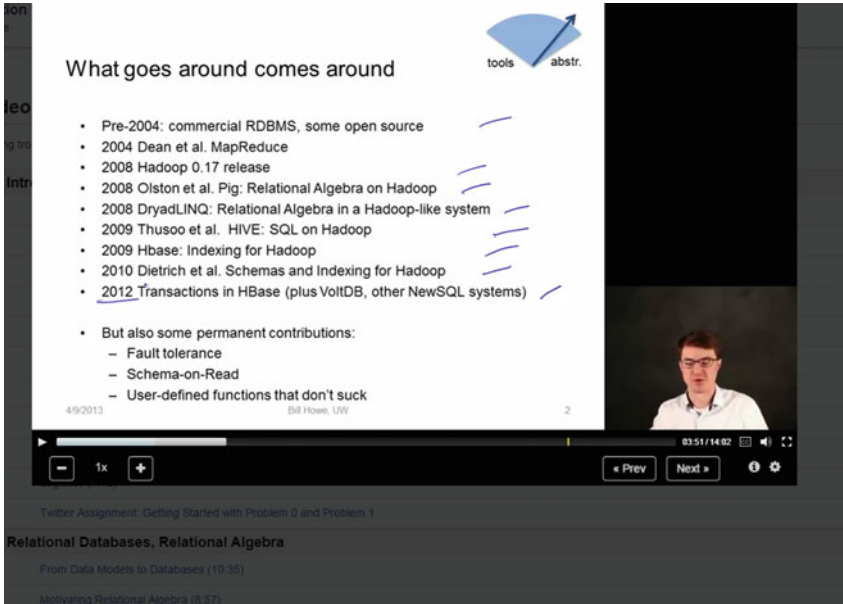 tion
e
tools abstr.
What goes around comes around
deo
ng tro
Intr
• Pre-2004: commercial RDBMS, some open source
• 2004 Dean et al. MapReduce
• 2008 Hadoop 0.17 release
• 2008 Olston et al. Pig: Relational Algebra on Hadoop
• 2008 DryadLINQ: Relational Algebra in a Hadoop-like system
• 2009 Thusoo et al. HIVE: SQL on Hadoop
• 2009 Hbase: Indexing for Hadoop
• 2010 Dietrich et al. Schemas and Indexing for Hadoop
• 2012 Transactions in HBase (plus VoltDB, other NewSQL systems)
• But also some permanent contributions:
– Fault tolerance
– Schema-on-Read
– User-defined functions that don't suck
4/9/2013 Bill Howe, UW 2
03:51 / 14:02
1x
« Prev Next »
Twitter Assignment: Getting Started with Problem 0 and Problem 1
Relational Databases, Relational Algebra
From Data Models to Databases (10:35)
Motivating Relational Algebra (8:57)